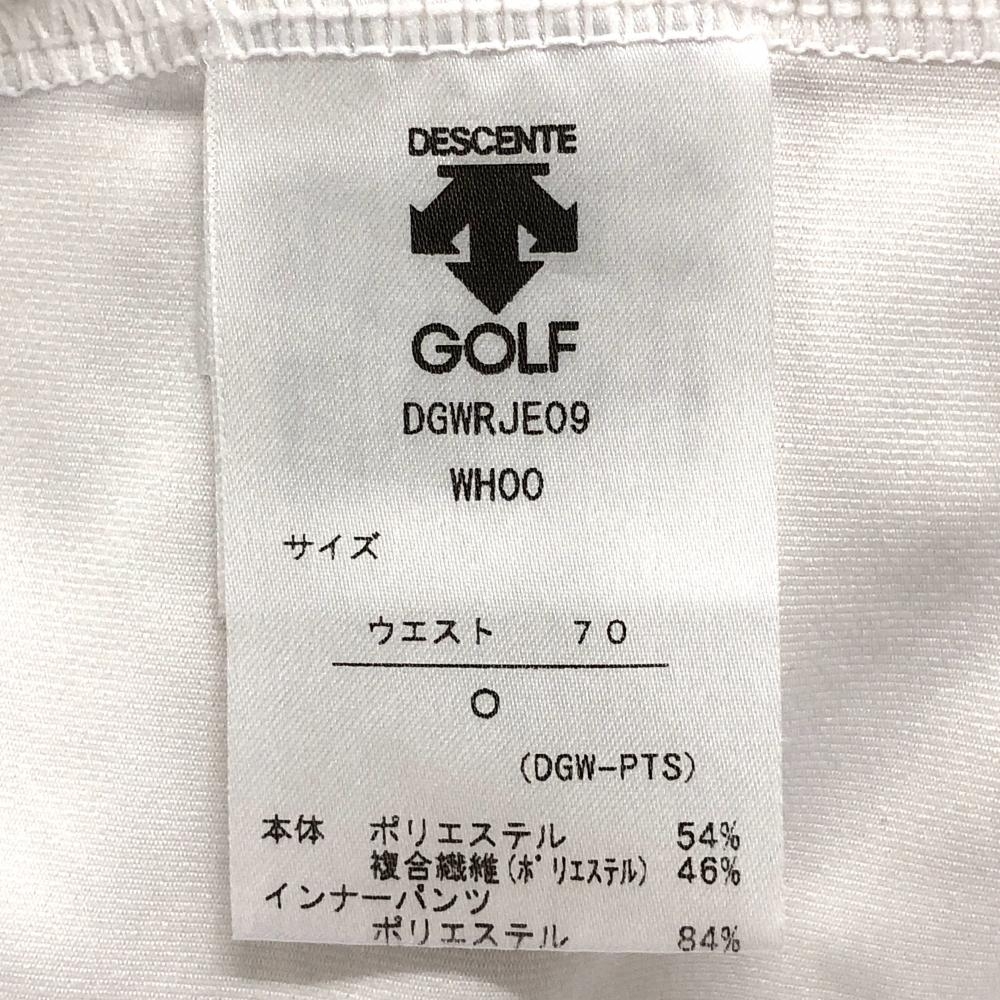 DESCENTE
GOLF
DGWRJE09
WH00
サイズ
ウエスト 70
O
(DGW-PTS)
本体 ポリエステル 54%
複合繊維(ポリエステル) 46%
インナーパンツ
ポリエステル 84%